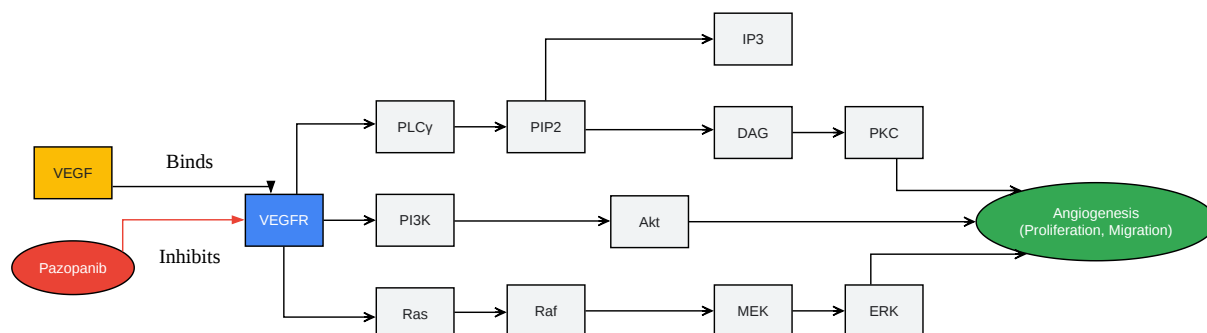 IP3
PLCγ
PIP2
DAG
PKC
VEGF
Binds
VEGFR
PI3K
Akt
Angiogenesis
(Proliferation, Migration)
Inhibits
Pazopanib
Ras
Raf
MEK
ERK